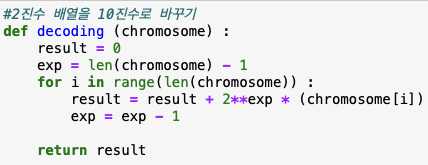 #2진수 배열을 10진수로 바꾸기
def decoding (chromosome) :
    result = 0
    exp = len(chromosome) - 1
    for i in range(len(chromosome)) :
        result = result + 2**exp * (chromosome[i])
        exp = exp - 1

    return result